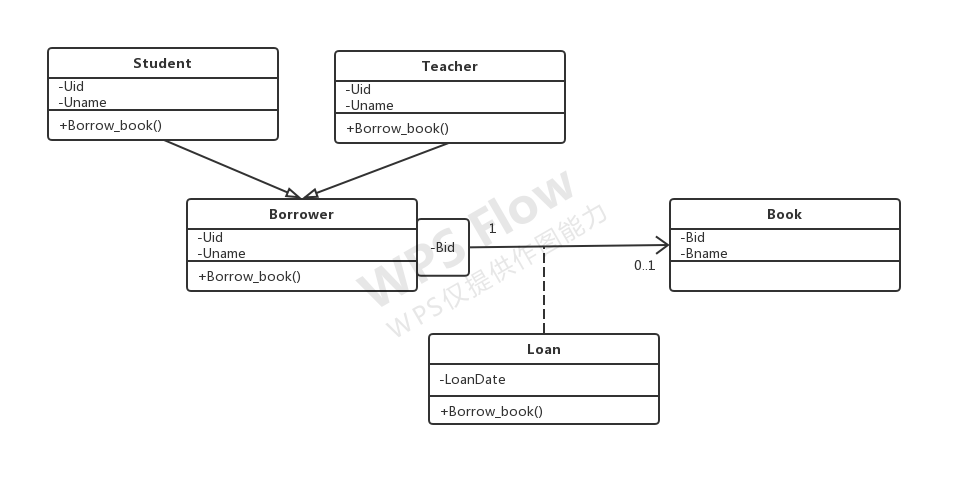 Student
-Uid
-Uname
+Borrow_book()
Teacher
-Uid
-Uname
+Borrow_book()
Borrower
-Uid
-Uname
+Borrow_book()
-Bid
1
0..1
Book
-Bid
-Bname
Loan
-LoanDate
+Borrow_book()
WPS Flow
WPS仅提供作图能力